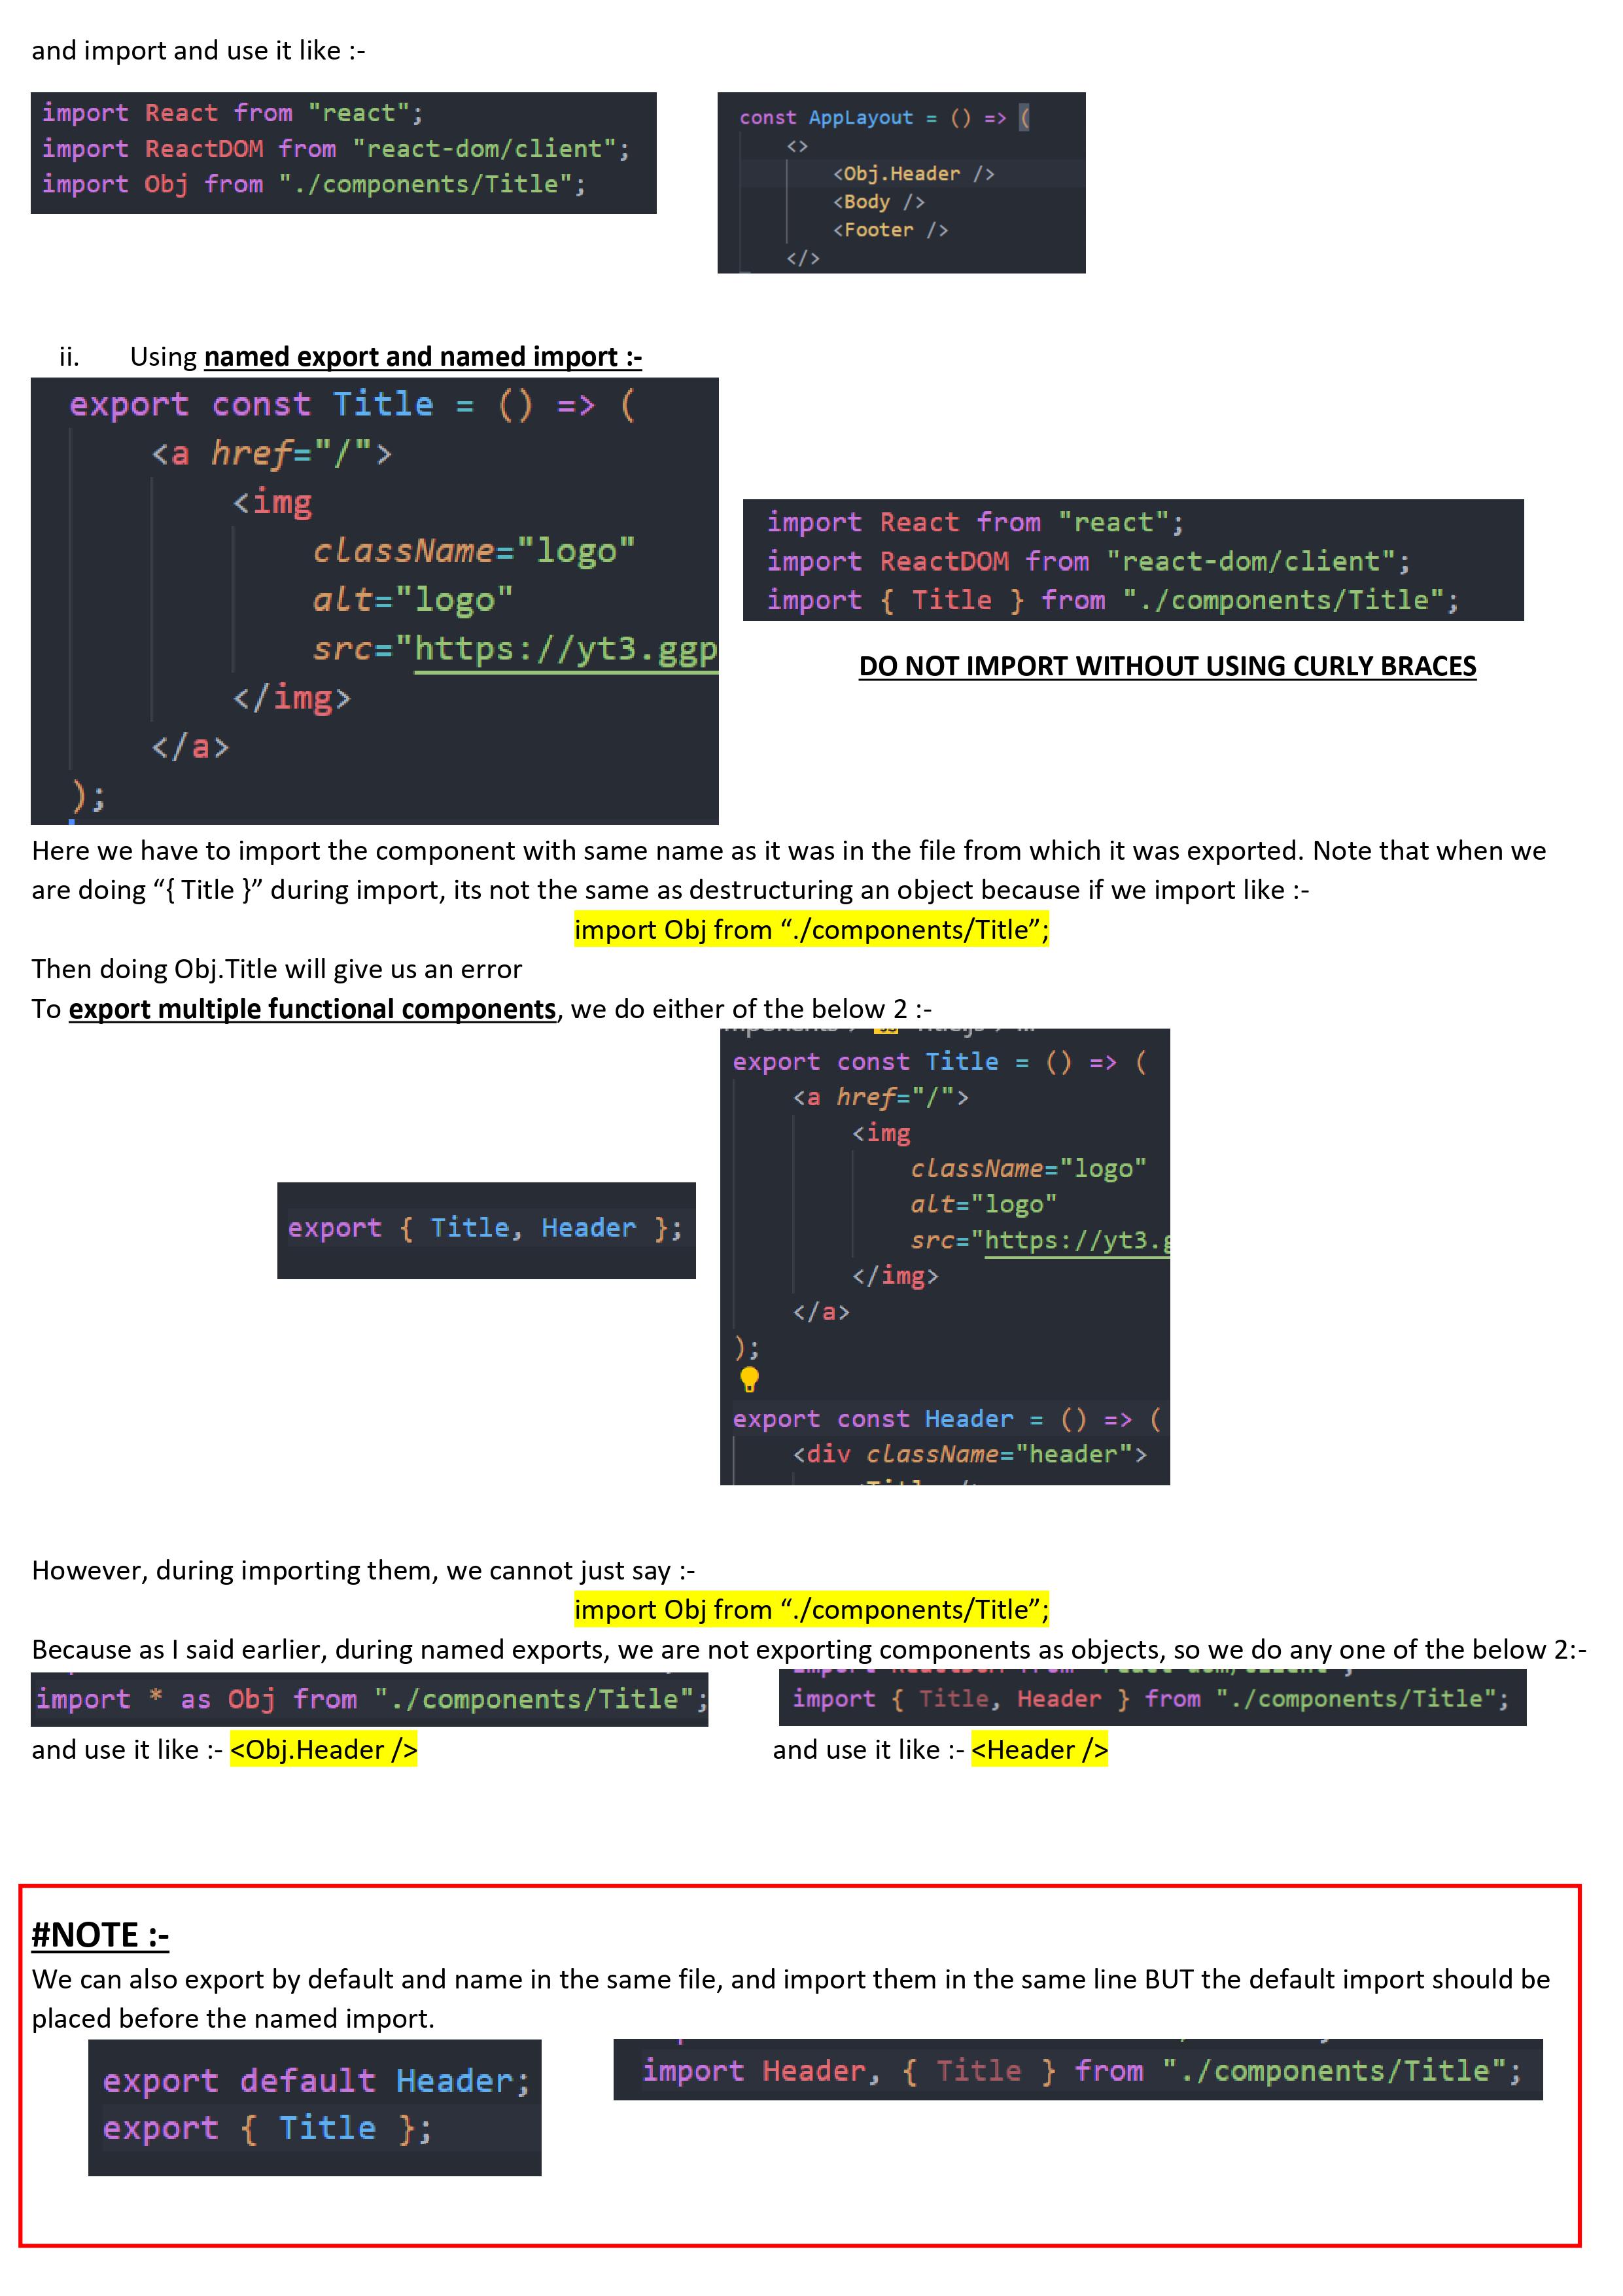 and import and use it like :-
import React from "react";
import ReactDOM from "react-dom/client";
import Obj from "./components/Title";
const AppLayout = () => (
<>
<Obj.Header />
<Body />
<Footer />
</>
ii. Using named export and named import :-
export const Title = () => (
<a href="/">
<img
className="logo"
alt="logo"
src="https://yt3.ggp
</img>
</a>
);
import React from "react";
import ReactDOM from "react-dom/client";
import { Title } from "./components/Title";
DO NOT IMPORT WITHOUT USING CURLY BRACES
Here we have to import the component with same name as it was in the file from which it was exported. Note that when we
are doing “{ Title }” during import, its not the same as destructuring an object because if we import like :-
import Obj from “./components/Title”;
Then doing Obj.Title will give us an error
To export multiple functional components, we do either of the below 2 :-
export { Title, Header };
export const Title = () => (
<a href="/">
<img
className="logo"
alt="logo"
src="https://yt3.g
</img>
</a>
);
export const Header = () => (
<div className="header">
However, during importing them, we cannot just say :-
import Obj from “./components/Title”;
Because as I said earlier, during named exports, we are not exporting components as objects, so we do any one of the below 2:-
import * as Obj from "./components/Title";
import { Title, Header } from "./components/Title";
and use it like :- <Obj.Header />
and use it like :- <Header />
#NOTE :-
We can also export by default and name in the same file, and import them in the same line BUT the default import should be
placed before the named import.
export default Header;
export { Title };
import Header, { Title } from "./components/Title";